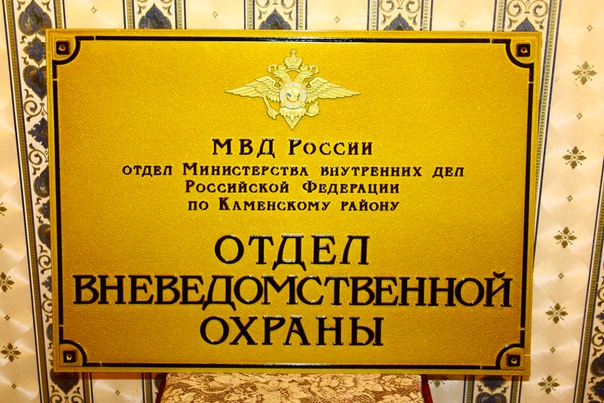 МВД России
отдел Министерства внутренних дел
Российской Федерации
по Каменскому району
ОТДЕЛ
ВНЕВЕДОМСТВЕННОЙ
ОХРАНЫ